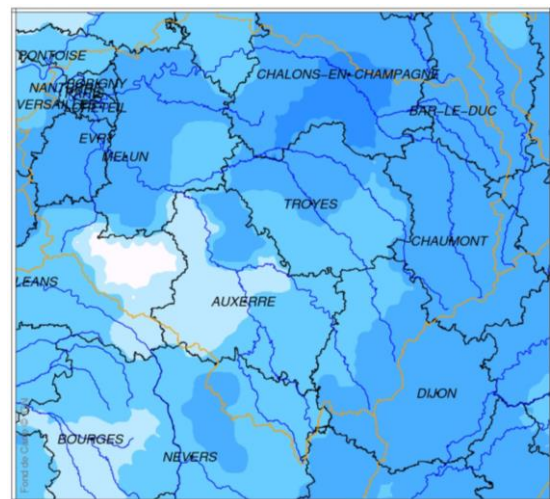 PONTOISE
CHALONS-EN-CHAMPAGNE
BOBIGNY
NANTERRE
PARIS
VERSAILLES
CRETEIL
BAR-LE-DUC
EVRY
MELUN
TROYES
CHAUMONT
LEANS
AUXERRE
DIJON
BOURGES
NEVERS